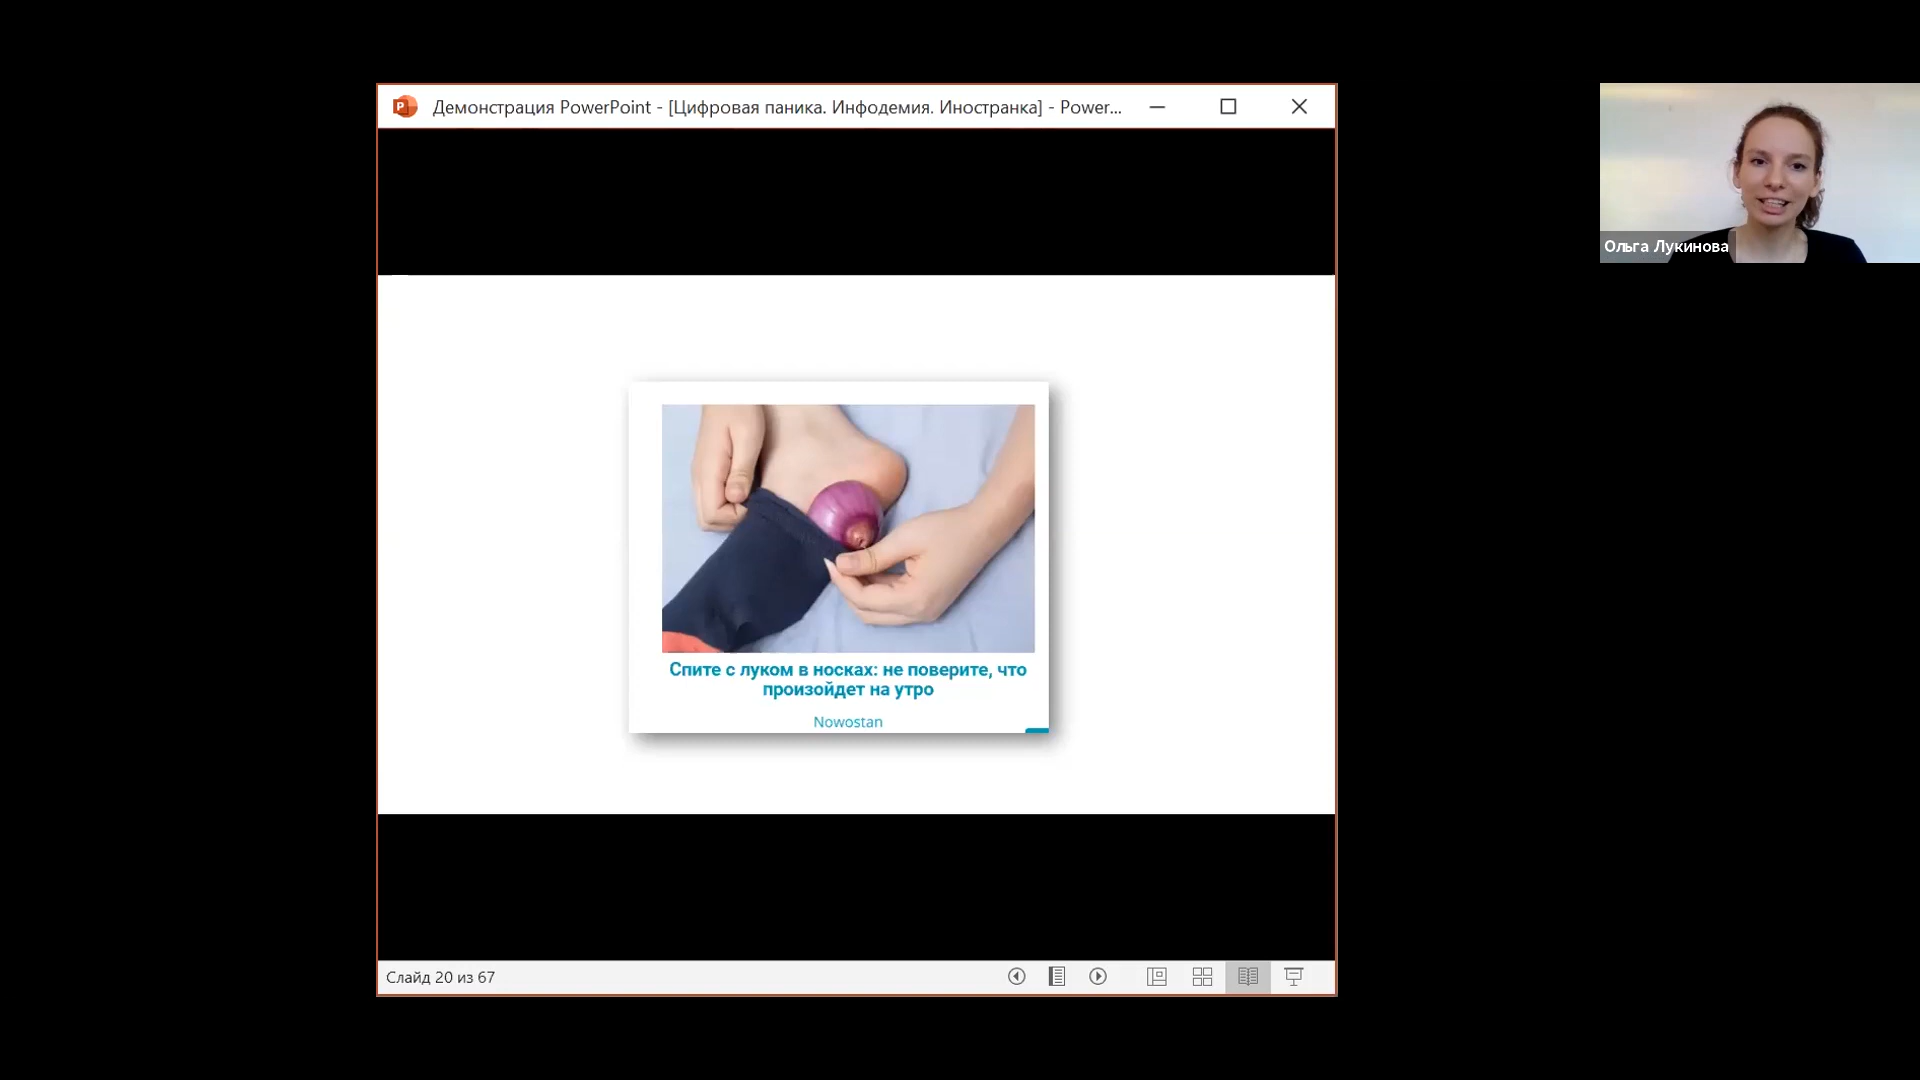 Демонстрация PowerPoint - [Цифровая паника. Инфодемия. Иностранка] - Power...
Ольга Лукинова
Спите с луком в носках: не поверите, что
произойдет на утро
Nowostan
Слайд 20 из 67